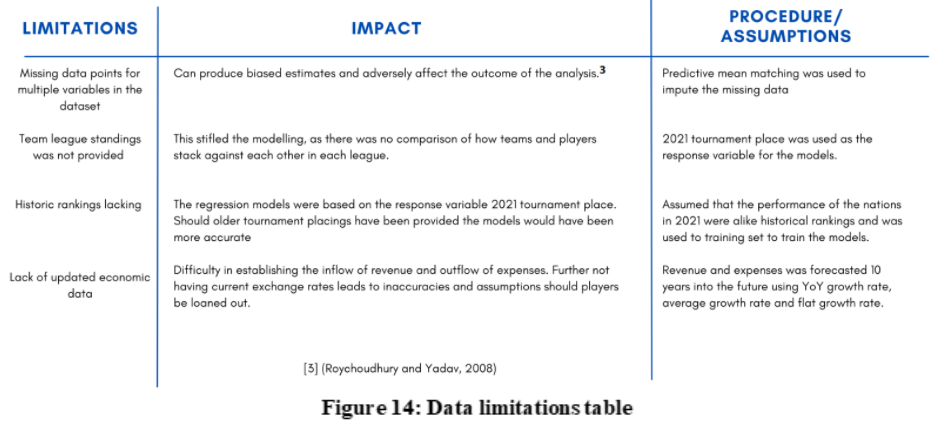 LIMITATIONS
IMPACT
PROCEDURE/
ASSUMPTIONS
Missing data points for
multiple variables in the
dataset
Can produce biased estimates and adversely affect the outcome of the analysis.3
Predictive mean matching was used to
impute the missing data
Team league standings
was not provided
This stifled the modelling, as there was no comparison of how teams and players
stack against each other in each league.
2021 tournament place was used as the
response variable for the models.
Historic rankings lacking
The regression models were based on the response variable 2021 tournament place.
Should older tournament placings have been provided the models would have been
more accurate
Assumed that the performance of the nations
in 2021 were alike historical rankings and was
used to training set to train the models.
Lack of updated economic
data
Difficulty in establishing the inflow of revenue and outflow of expenses. Further not
having current exchange rates leads to inaccuracies and assumptions should players
be loaned out.
Revenue and expenses was forecasted 10
years into the future using YoY growth rate,
average growth rate and flat growth rate.
[3] (Roychoudhury and Yadav, 2008)
Figure 14: Data limitations table